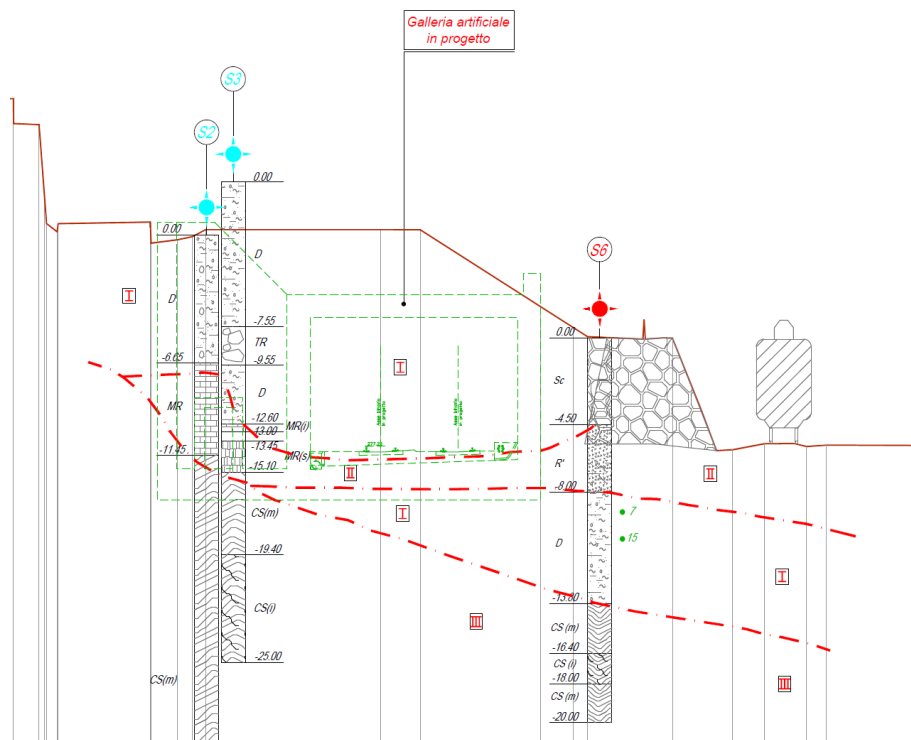 Galleria artificiale
in progetto
S3
S2
0.00
0.00
D
I
D
-7.55
TR
-6.65
-9.55
D
MR
-12.60
MR(i)
-13.00
-13.45
MR(s)
-11.45
-15.10
CS(m)
-19.40
CS(i)
-25.00
CS(m)
I
II
I
III
S6
0.00
Sc
-4.50
R'
-8.00
7
15
D
-13.80
CS (m)
-16.40
CS (i)
-18.00
CS (m)
-20.00
II
I
III